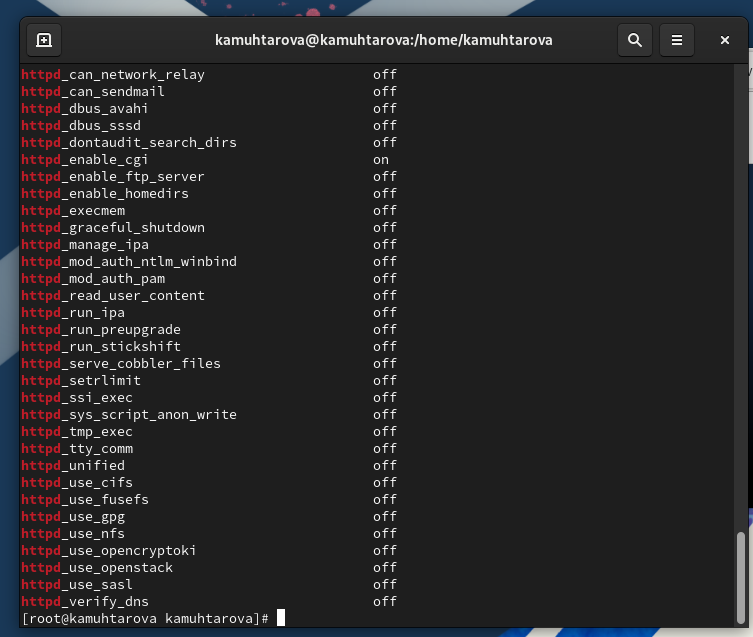 kamuhtarova@kamuhtarova:/home/kamuhtarova
httpd_can_network_relay off
httpd_can_sendmail off
httpd_dbus_avahi off
httpd_dbus_sssd off
httpd_dontaudit_search_dirs off
httpd_enable_cgi on
httpd_enable_ftp_server off
httpd_enable_homedirs off
httpd_execmem off
httpd_graceful_shutdown off
httpd_manage_ipa off
httpd_mod_auth_ntlm_winbind off
httpd_mod_auth_pam off
httpd_read_user_content off
httpd_run_ipa off
httpd_run_preupgrade off
httpd_run_stickshift off
httpd_serve_cobbler_files off
httpd_setrlimit off
httpd_ssi_exec off
httpd_sys_script_anon_write off
httpd_tmp_exec off
httpd_tty_comm off
httpd_unified off
httpd_use_cifs off
httpd_use_fusefs off
httpd_use_gpg off
httpd_use_nfs off
httpd_use_opencryptoki off
httpd_use_openstack off
httpd_use_sasl off
httpd_verify_dns off
[root@kamuhtarova kamuhtarova]#